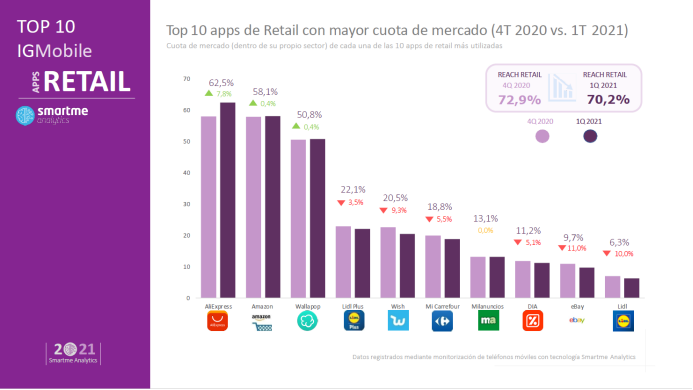 TOP 10
IGMobile
APPS
RETAIL
smartme
analytics
2021
Smartme Analytics
Top 10 apps de Retail con mayor cuota de mercado (4T 2020 vs. 1T 2021)
Cuota de mercado (dentro de su propio sector) de cada una de las 10 apps de retail más utilizadas
REACH RETAIL
4Q 2020
72,9%
REACH RETAIL
1Q 2021
70,2%
4Q 2020 1Q 2021
70
60
50
40
30
20
10
0
62,5%
7,8%
58,1%
0,4%
50,8%
0,4%
22,1%
3,5%
20,5%
9,3%
18,8%
5,5%
13,1%
0.0%
11,2%
5,1%
9,7%
11,0%
6,3%
10,0%
AliExpress Amazon Wallapop Lidl Plus Wish Mi Carrefour Milanuncios DIA eBay Lidl
AliExpress
amazon
LIDL
Plus
ma
ebay
LIDL
Datos registrados mediante monitorización de teléfonos móviles con tecnología Smartme Analytics